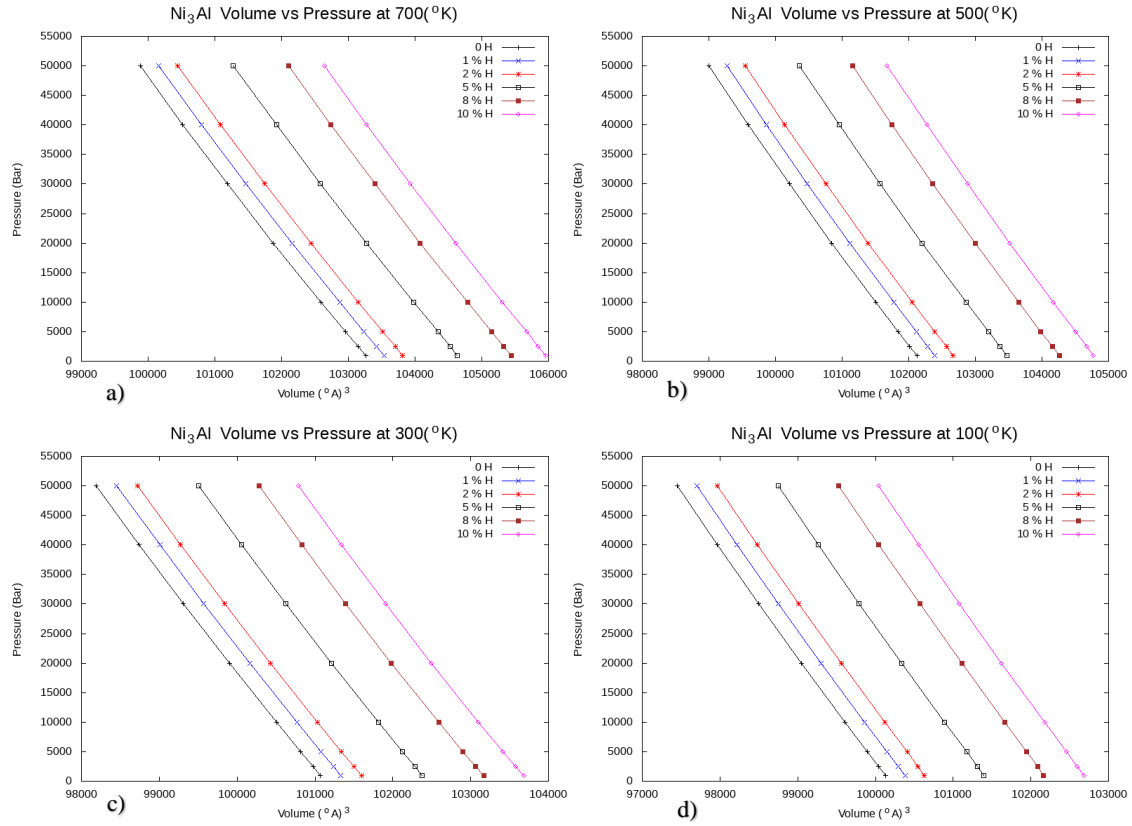 Ni3Al Volume vs Pressure at 700(°K)
55000
50000
45000
40000
35000
30000
25000
20000
15000
10000
5000
0
Pressure (Bar)
0 H
1 % H
2 % H
5 % H
8 % H
10 % H
99000 100000 101000 102000 103000 104000 105000 106000
Volume (°A)3
a)
Ni3Al Volume vs Pressure at 500(°K)
55000
50000
45000
40000
35000
30000
25000
20000
15000
10000
5000
0
Pressure (Bar)
0 H
1 % H
2 % H
5 % H
8 % H
10 % H
98000 99000 100000 101000 102000 103000 104000 105000
Volume (°A)3
b)
Ni3Al Volume vs Pressure at 300(°K)
55000
50000
45000
40000
35000
30000
25000
20000
15000
10000
5000
0
Pressure (Bar)
0 H
1 % H
2 % H
5 % H
8 % H
10 % H
98000 99000 100000 101000 102000 103000 104000
Volume (°A)3
c)
Ni3Al Volume vs Pressure at 100(°K)
55000
50000
45000
40000
35000
30000
25000
20000
15000
10000
5000
0
Pressure (Bar)
0 H
1 % H
2 % H
5 % H
8 % H
10 % H
97000 98000 99000 100000 101000 102000 103000
Volume (°A)3
d)